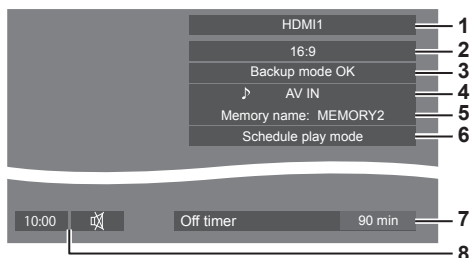 HDMI1 1
16:9 2
Backup mode OK 3
♪ AV IN 4
Memory name: MEMORY2 5
Schedule play mode 6
10:00 Off timer 90 min 7
8